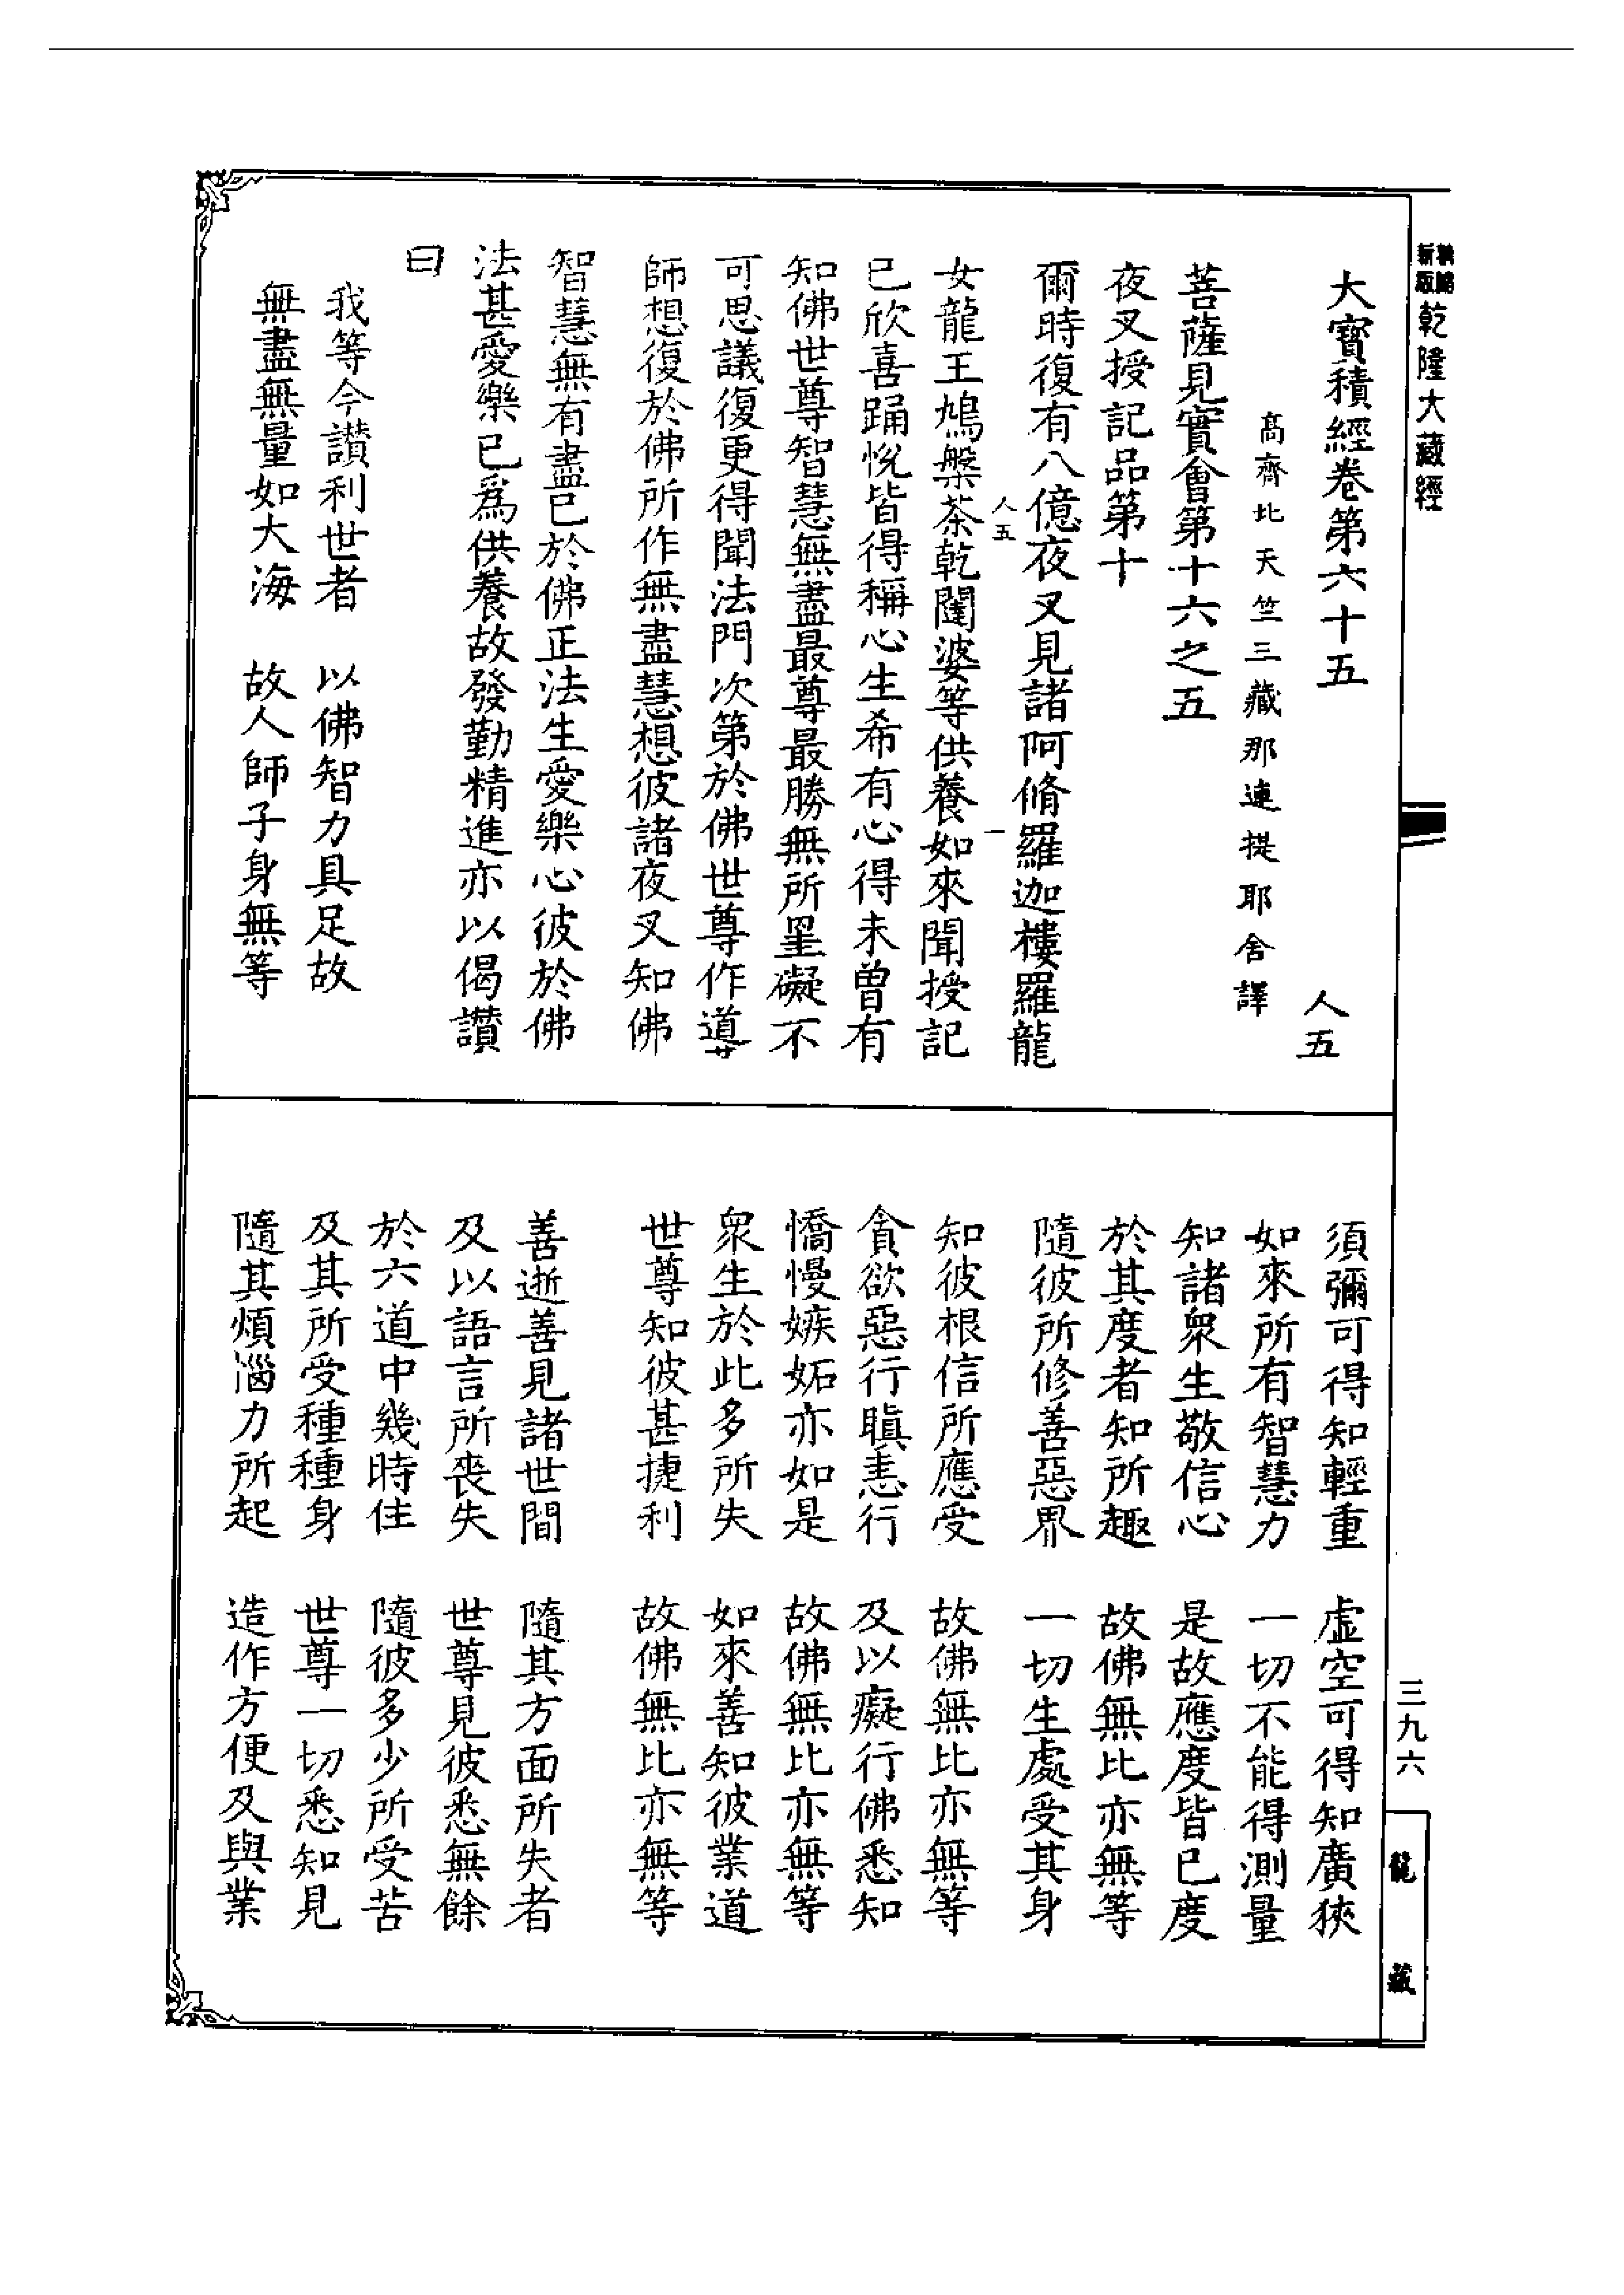 乾隆大藏經
大寶積經卷第六十五 人五
高齊北天竺三藏那連提耶舍譯
菩薩見實會第十六之五
夜叉授記品第十
爾時復有八億夜叉見諸阿脩羅迦樓羅龍
人五 一
女龍王鳩槃茶乾闥婆等供養如來聞授記
已欣喜踊悅皆得稱心生希有心得未曾有
知佛世尊智慧無盡最尊最勝無所罣礙不
可思議復更得聞法門次第於佛世尊作導
師想復於佛所作無盡慧想彼諸夜叉知佛
智慧無有盡已於佛正法生愛樂心彼於佛
法甚愛樂已為供養故發勤精進亦以偈讚
曰
我等今讚利世者 以佛智力具足故
無盡無量如大海 故人師子身無等
須彌可得知輕重 虛空可得知廣狹
如來所有智慧力 一切不能得測量
知諸眾生敬信心 是故應度皆已度
於其度者知所趣 故佛無比亦無等
隨彼所修善惡界 一切生處受其身
知彼根信所應受 故佛無比亦無等
貪欲惡行瞋恚行 及以癡行佛悉知
憍慢嫉妬亦如是 故佛無比亦無等
眾生於此多所失 如來善知彼業道
世尊知彼甚捷利 故佛無比亦無等
善逝善見諸世間 隨其方面所失者
及以語言所喪失 世尊見彼悉無餘
於六道中幾時住 隨彼多少所受苦
及其所受種種身 世尊一切悉知見
隨其煩惱力所起 造作方便及與業
三九六
龍藏